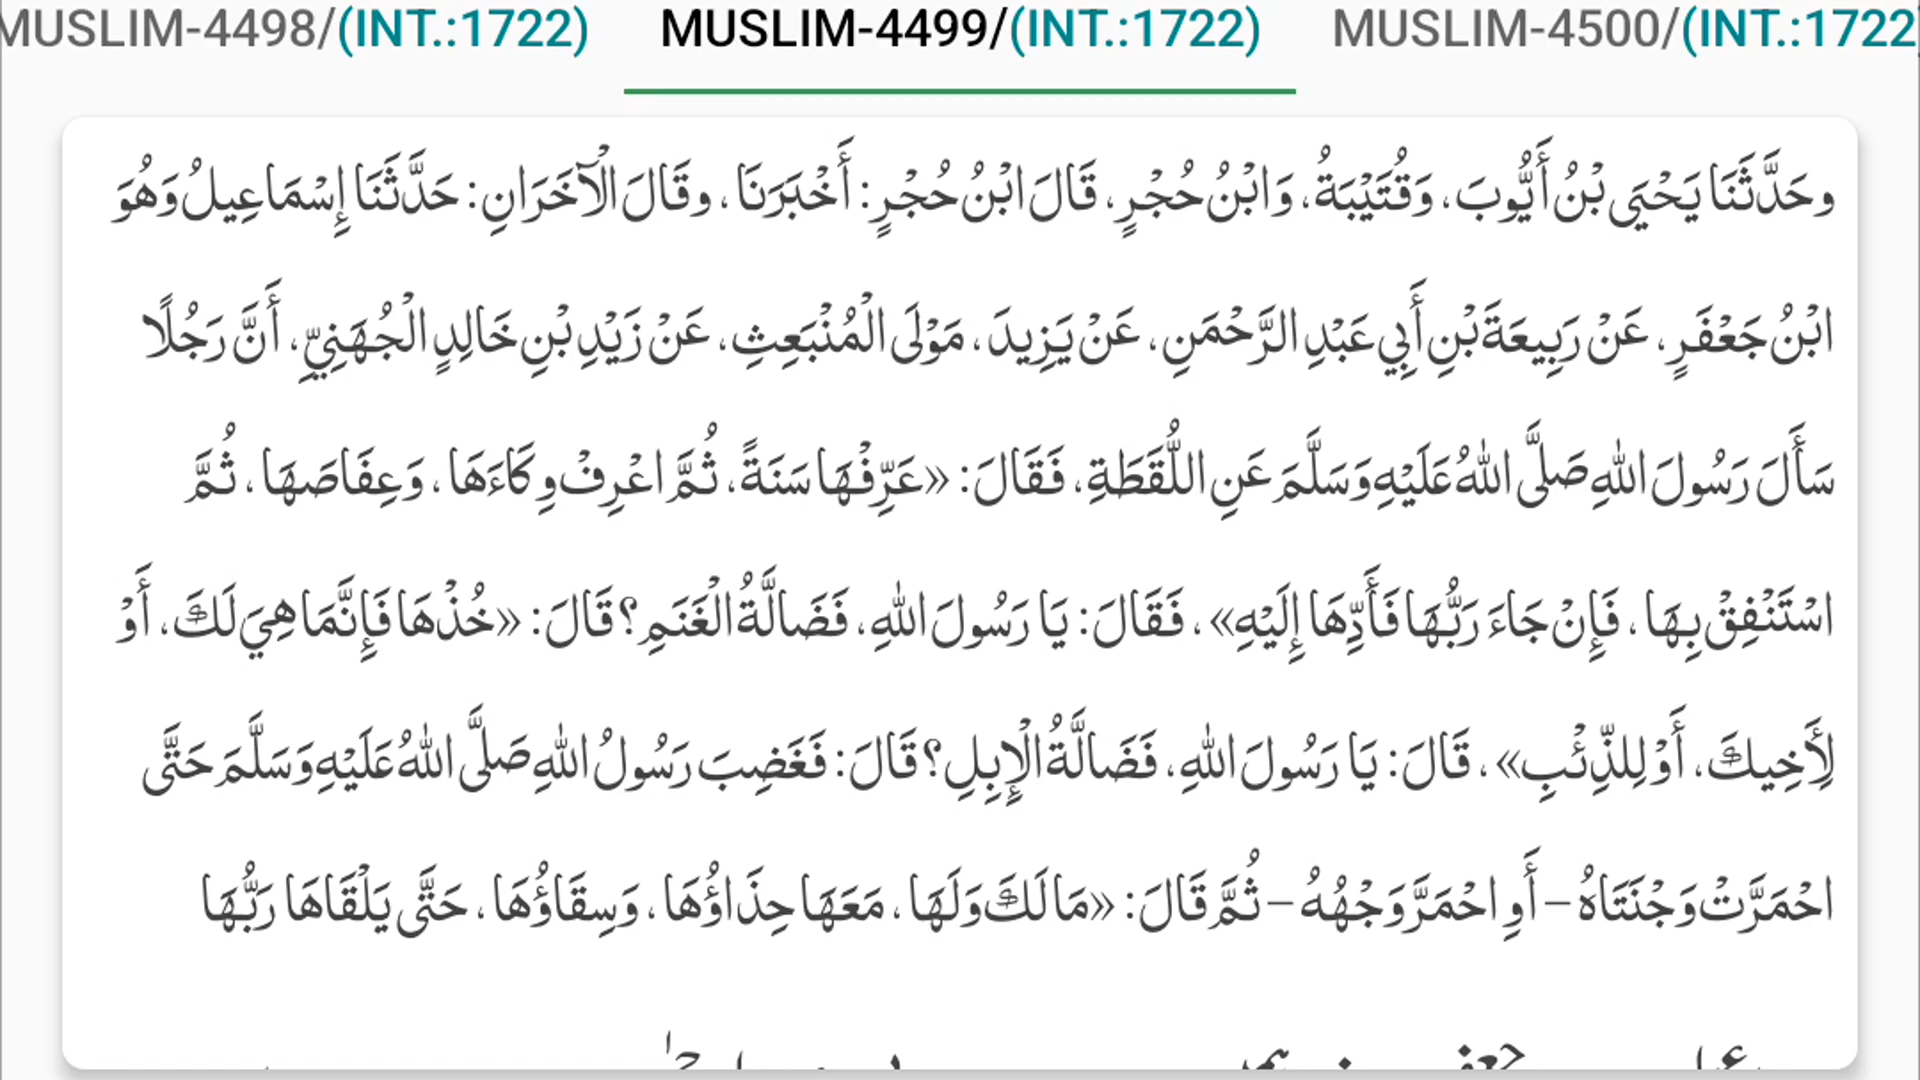 MUSLIM-4498/(INT.:1722) MUSLIM-4499/(INT.:1722) MUSLIM-4500/(INT.:1722
وحَدَّثَنَا يَحْيَى بْنُ أَيُّوبَ، وَقُتَيْبَةُ، وَابْنُ حُجْرٍ، قَالَ ابْنُ حُجْرٍ: أَخْبَرَنَا، وقَالَ الْآخَرَانِ: حَدَّثَنَا إِسْمَاعِيلُ وَهُوَ
ابْنُ جَعْفَرٍ، عَنْ رَبِيعَةَ بْنِ أَبِي عَبْدِ الرَّحْمَنِ، عَنْ يَزِيدَ، مَوْلَى الْمُنْبَعِثِ، عَنْ زَيْدِ بْنِ خَالِدٍ الْجُهَنِيِّ، أَنَّ رَجُلًا
سَأَلَ رَسُولَ اللهِ صَلَّى اللهُ عَلَيْهِ وَسَلَّمَ عَنِ اللُّقَطَةِ، فَقَالَ: «عَرِّفْهَا سَنَةً، ثُمَّ اعْرِفْ وِكَاءَهَا، وَعِفَاصَهَا، ثُمَّ
اسْتَنْفِقْ بِهَا، فَإِنْ جَاءَ رَبُّهَا فَأَدِّهَا إِلَيْهِ»، فَقَالَ: يَا رَسُولَ اللهِ، فَضَالَّةُ الْغَنَمِ؟ قَالَ: «خُذْهَا فَإِنَّمَا هِيَ لَكَ، أَوْ
لِأَخِيكَ، أَوْ لِلذِّئْبِ»، قَالَ: يَا رَسُولَ اللهِ، فَضَالَّةُ الْإِبِلِ؟ قَالَ: فَغَضِبَ رَسُولُ اللهِ صَلَّى اللهُ عَلَيْهِ وَسَلَّمَ حَتَّى
احْمَرَّتْ وَجْنَتَاهُ – أَوِ احْمَرَّ وَجْهُهُ – ثُمَّ قَالَ: «مَا لَكَ وَلَهَا، مَعَهَا حِذَاؤُهَا، وَسِقَاؤُهَا، حَتَّى يَلْقَاهَا رَبُّهَا